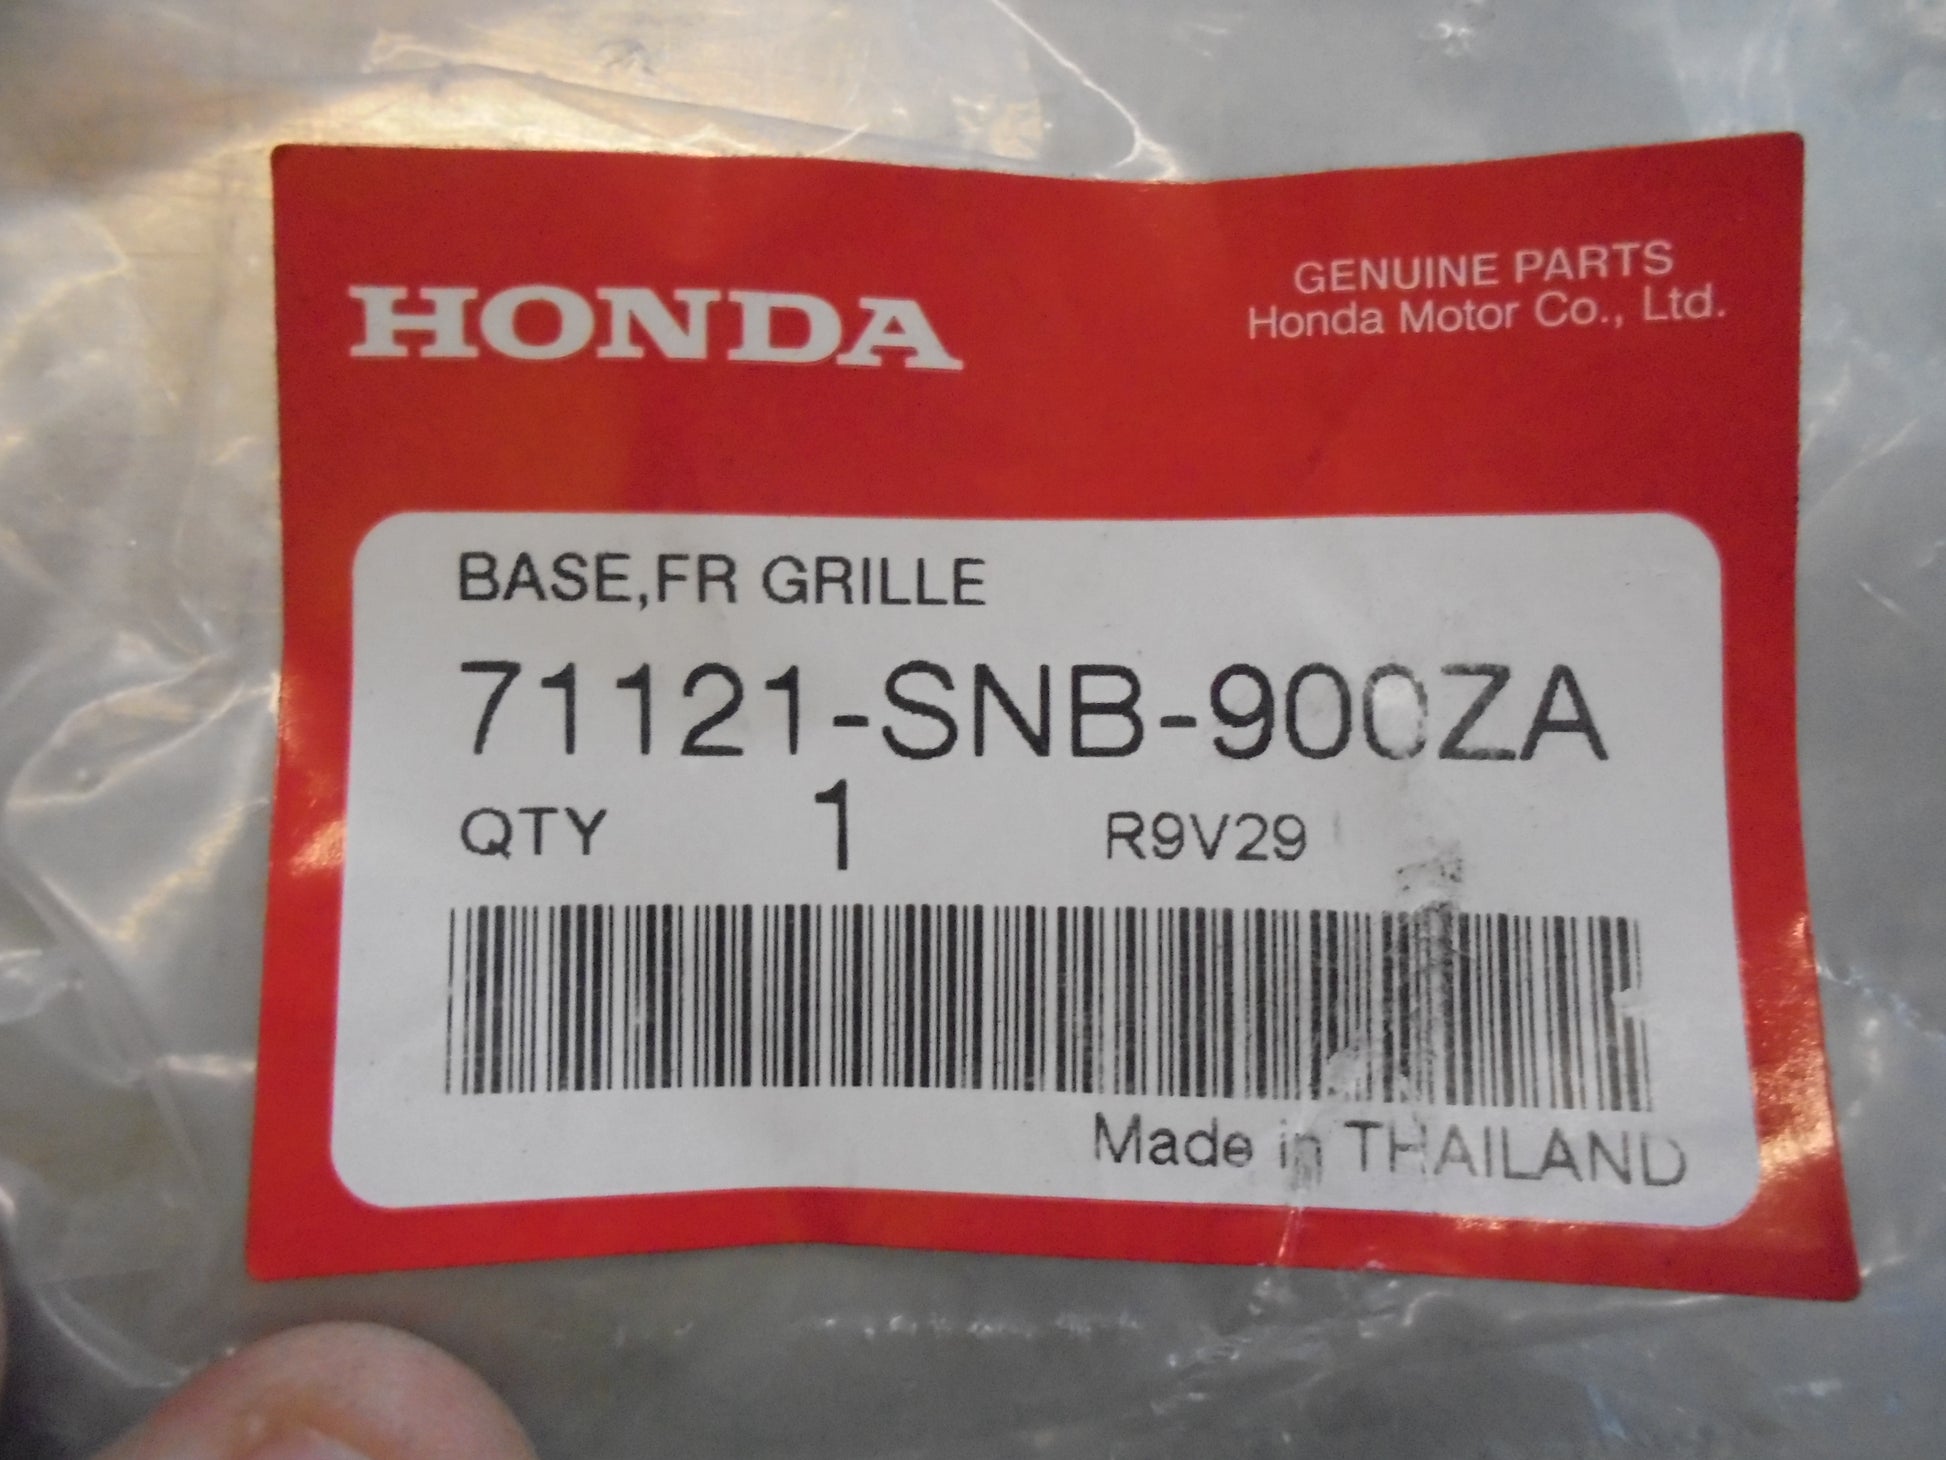 HONDA
GENUINE PARTS
Honda Motor Co., Ltd.
BASE,FR GRILLE
71121-SNB-900ZA
QTY 1 R9V29
Made in THAILAND